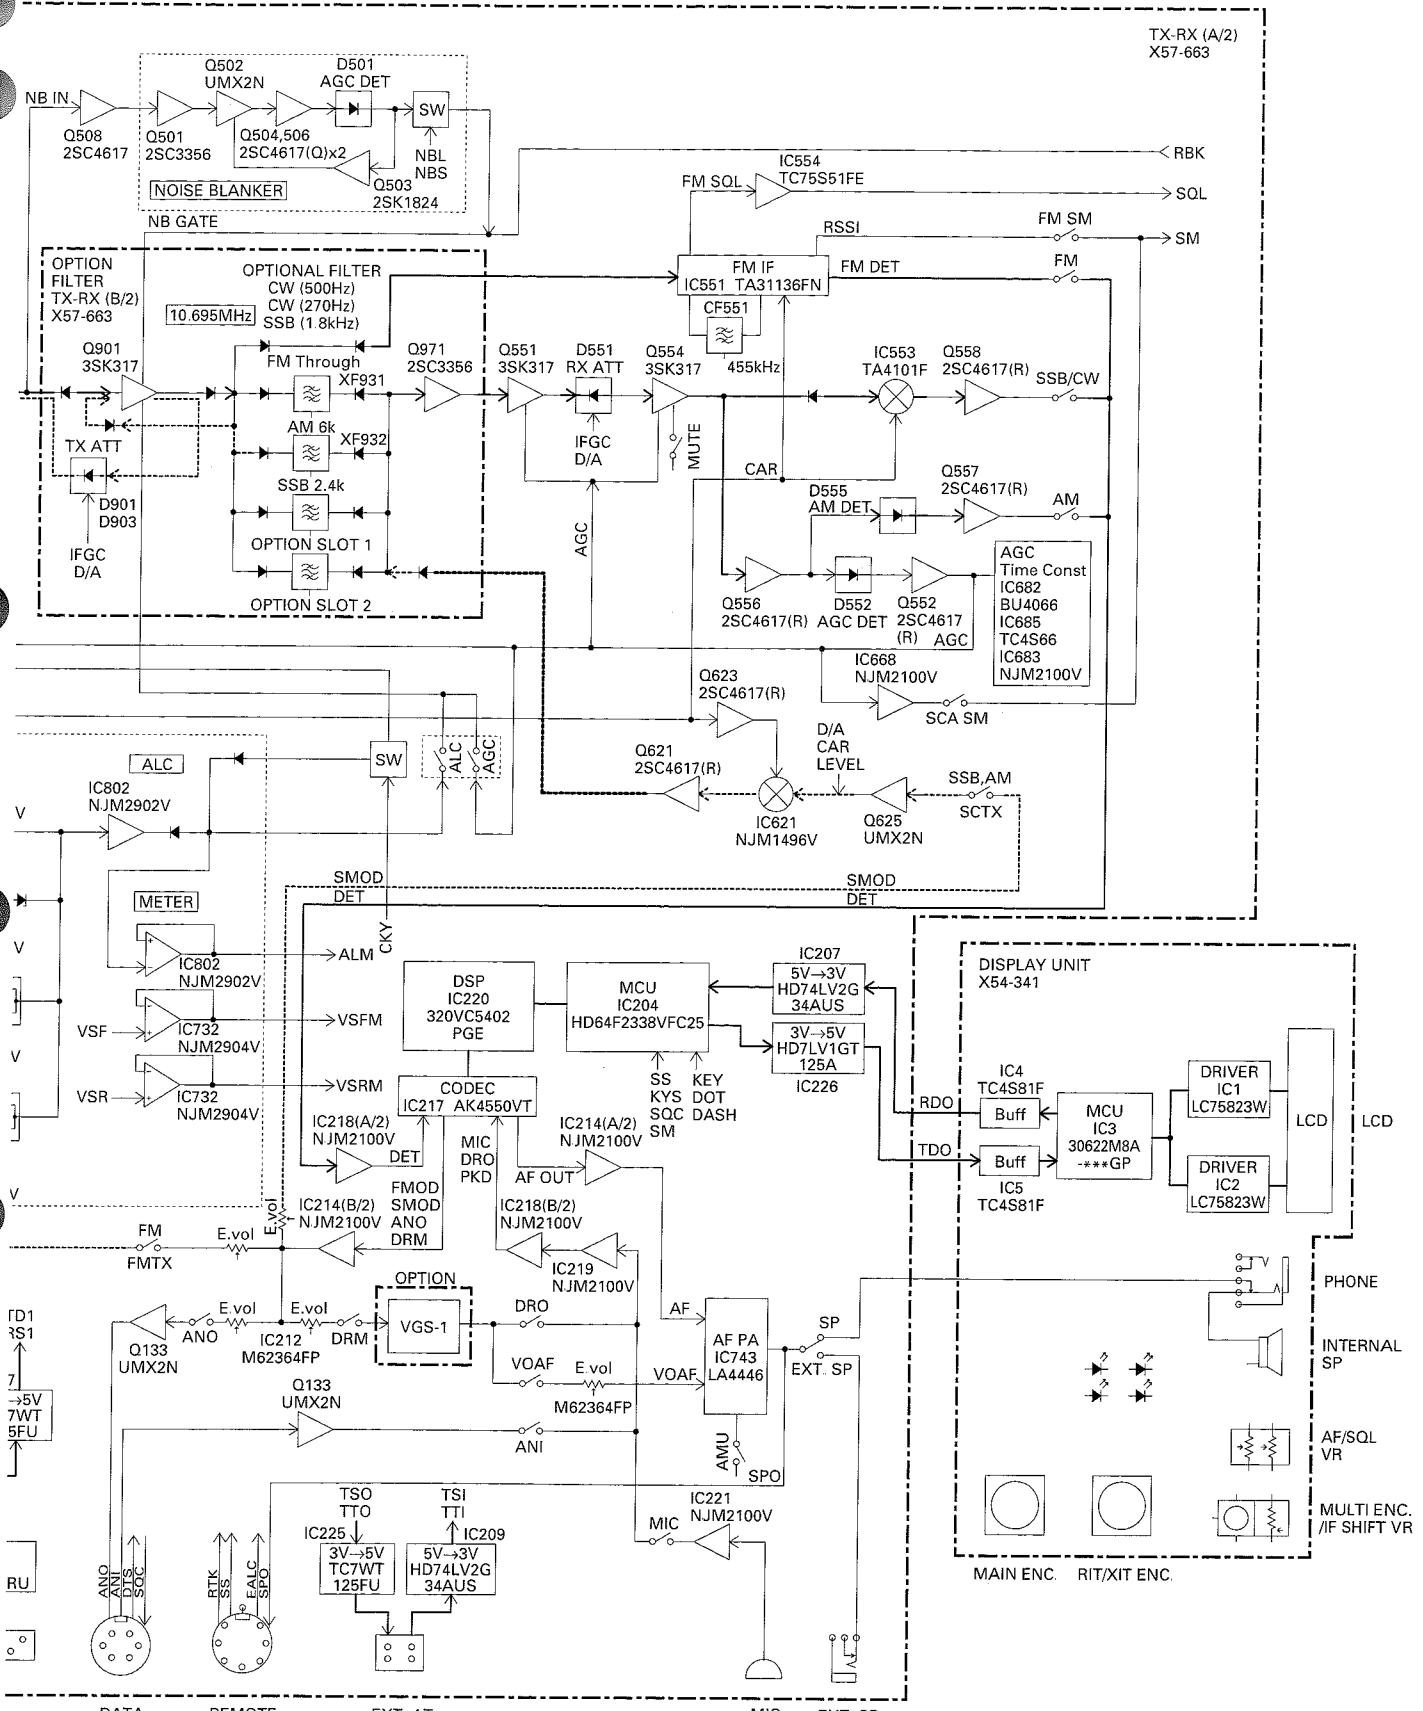 TX-RX (A/2)
X57-663
NB IN
Q508
2SC4617
Q501
2SC3356
Q502
UMX2N
Q504,506
2SC4617(Q)x2
D501
AGC DET
SW
NBL
NBS
Q503
2SK1824
NOISE BLANKER
NB GATE
RBK
IC554
TC75S51FE
FM SQL
SQL
RSSI
FM SM
SM
FM IF
IC551 TA31136FN
FM DET
FM
CF551
455kHz
OPTION
FILTER
TX-RX (B/2)
X57-663
10.695MHz
OPTIONAL FILTER
CW (500Hz)
CW (270Hz)
SSB (1.8kHz)
FM Through
Q901
3SK317
XF931
AM 6k
XF932
SSB 2.4k
OPTION SLOT 1
OPTION SLOT 2
TX ATT
D901
D903
IFGC
D/A
Q971
2SC3356
Q551
3SK317
D551
RX ATT
IFGC
D/A
Q554
3SK317
MUTE
AGC
IC553
TA4101F
CAR
Q558
2SC4617(R)
SSB/CW
Q557
2SC4617(R)
AM
D555
AM DET
Q556
2SC4617(R)
D552
AGC DET
Q552
2SC4617
(R) AGC
AGC
Time Const
IC682
BU4066
IC685
TC4S66
IC683
NJM2100V
IC668
NJM2100V
SCA SM
Q623
2SC4617(R)
D/A
CAR
LEVEL
Q621
2SC4617(R)
IC621
NJM1496V
Q625
UMX2N
SSB,AM
SCTX
ALC
SW
ALC
AGC
IC802
NJM2902V
V
SMOD
DET
SMOD
DET
CKY
METER
IC802
NJM2902V
ALM
V
VSF
IC732
NJM2904V
VSFM
V
VSR
IC732
NJM2904V
VSRM
V
DSP
IC220
320VC5402
PGE
CODEC
IC217 AK4550VT
MCU
IC204
HD64F2338VFC25
SS
KYS
SQC
SM
KEY
DOT
DASH
IC207
5V→3V
HD74LV2G
34AUS
3V→5V
HD7LV1GT
125A
IC226
DISPLAY UNIT
X54-341
RDO
TDO
IC4
TC4S81F
Buff
Buff
IC5
TC4S81F
MCU
IC3
30622M8A
-***GP
DRIVER
IC1
LC75823W
DRIVER
IC2
LC75823W
LCD
LCD
IC218(A/2)
NJM2100V
DET
MIC
DRO
PKD
AF OUT
IC214(A/2)
NJM2100V
FMOD
SMOD
ANO
DRM
IC214(B/2)
NJM2100V
E.vol
IC218(B/2)
NJM2100V
IC219
NJM2100V
FM
FMTX
E.vol
OPTION
VGS-1
E.vol
ANO
Q133
UMX2N
E.vol
IC212
M62364FP
DRM
DRO
VOAF
E.vol
M62364FP
VOAF
AF
AF PA
IC743
LA4446
SP
EXT. SP
AMU
SPO
Q133
UMX2N
ANI
MIC
IC221
NJM2100V
PHONE
INTERNAL
SP
AF/SQL
VR
MULTI ENC.
/IF SHIFT VR
MAIN ENC.
RIT/XIT ENC.
TD1
RS1
7
→5V
7WT
5FU
RU
TSO
TTO
IC225
3V→5V
TC7WT
125FU
TSI
TTI
IC209
5V→3V
HD74LV2G
34AUS
ANO
ANI
DTS
SQC
RTK
SS
EALC
SPO